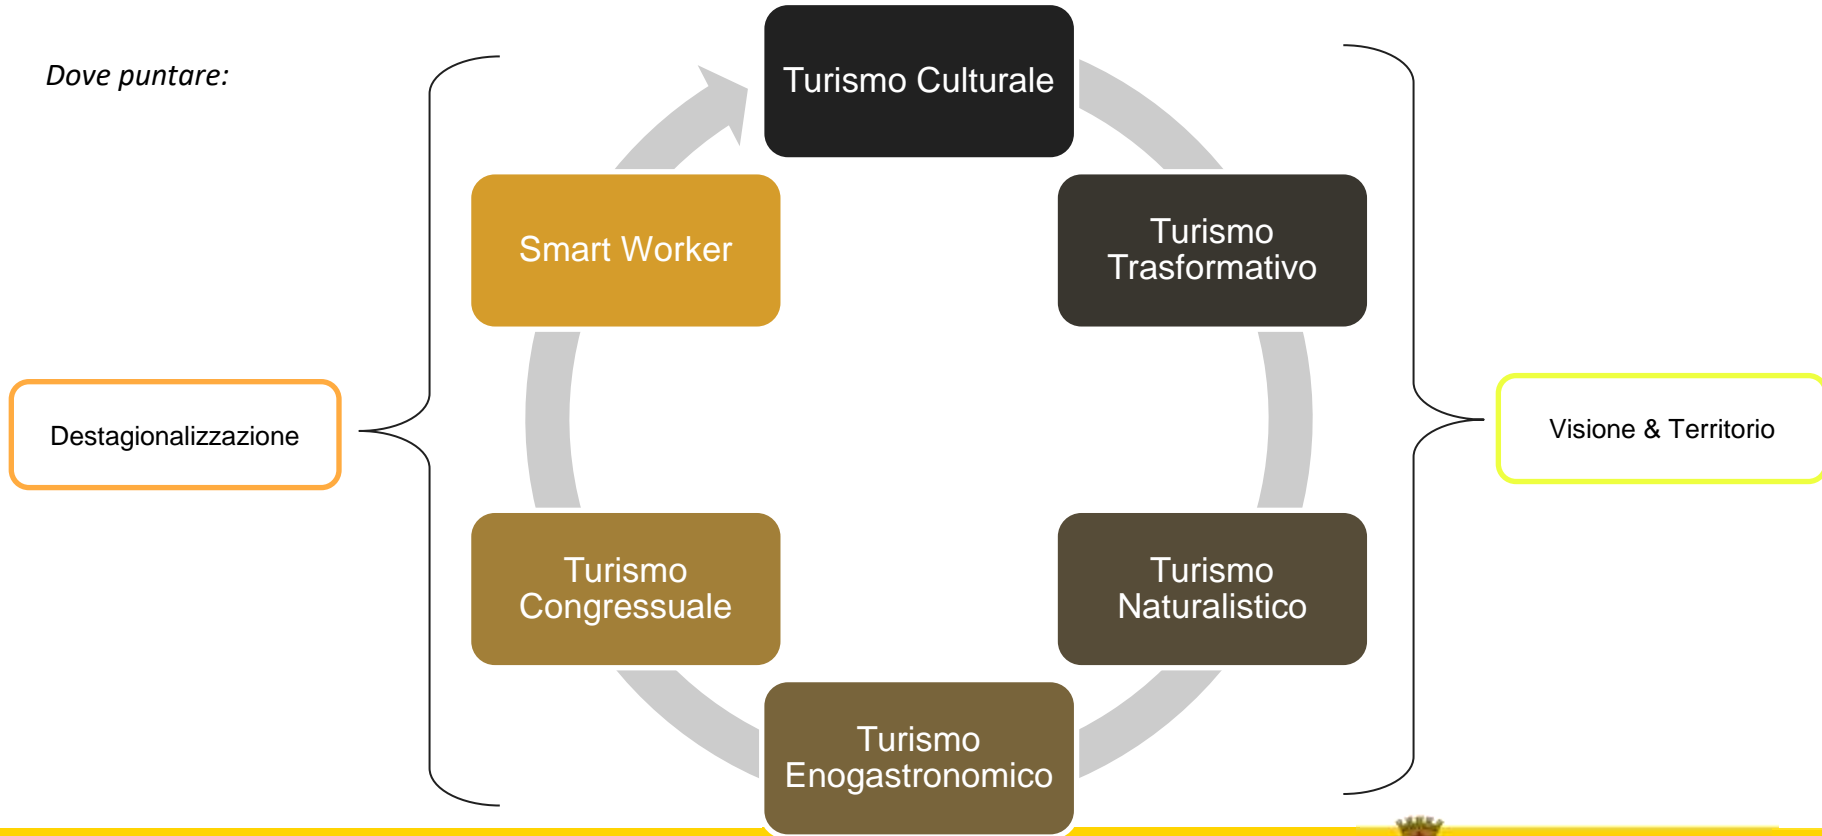 Dove puntare:
Turismo Culturale
Smart Worker
Turismo
Trasformativo
Destagionalizzazione
Visione & Territorio
Turismo
Congressuale
Turismo
Naturalistico
Turismo
Enogastronomico